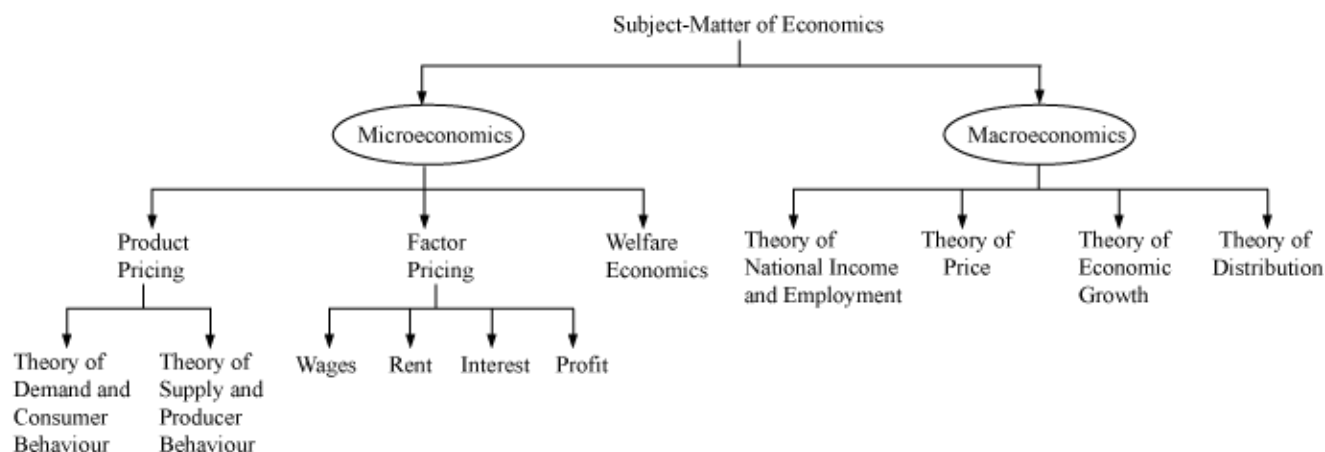 Subject-Matter of Economics
Microeconomics
Macroeconomics
Product
Pricing
Factor
Pricing
Welfare
Economics
Theory of
National Income
and Employment
Theory of
Price
Theory of
Economic
Growth
Theory of
Distribution
Theory of
Demand and
Consumer
Behaviour
Theory of
Supply and
Producer
Behaviour
Wages
Rent
Interest
Profit